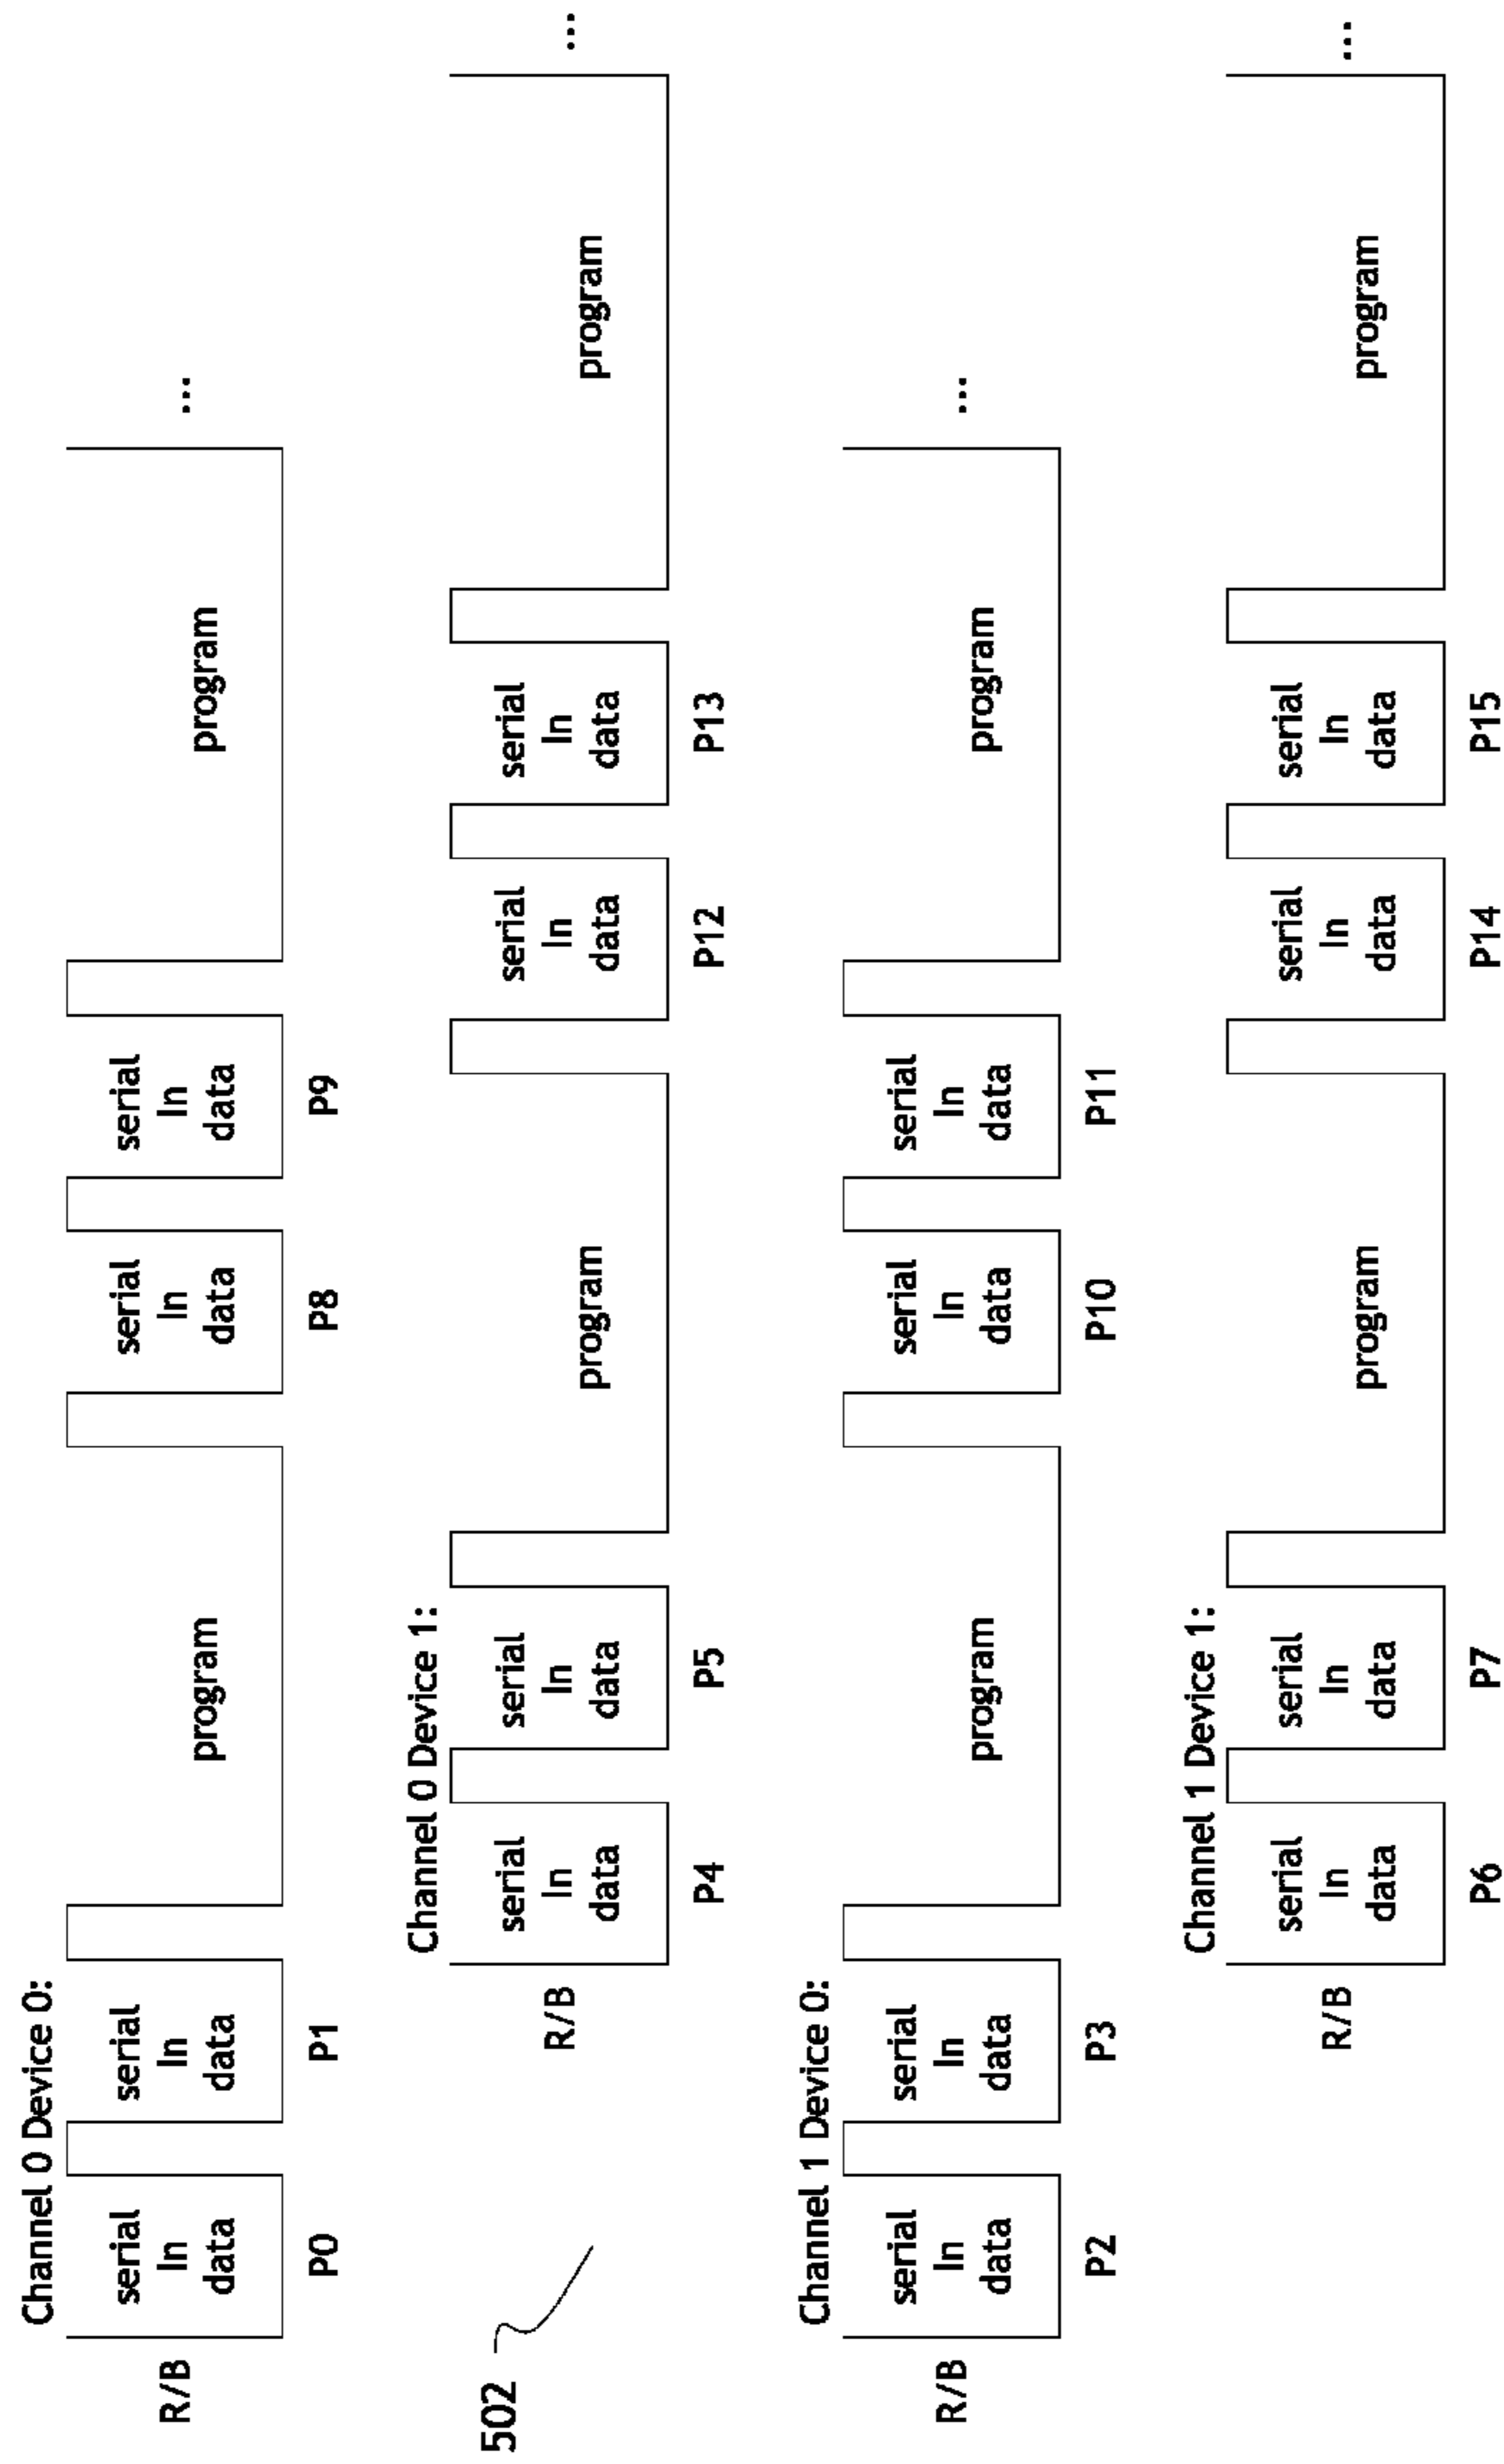 Channel 0 Device 0:
R/B
serial
In
data
serial
In
data
program
serial
In
data
serial
In
data
program
...
P0
P1
P8
P9
Channel 0 Device 1:
R/B
serial
In
data
serial
In
data
program
serial
In
data
serial
In
data
program
...
P4
P5
P12
P13
502
Channel 1 Device 0:
R/B
serial
In
data
serial
In
data
program
serial
In
data
serial
In
data
program
...
P2
P3
P10
P11
Channel 1 Device 1:
R/B
serial
In
data
serial
In
data
program
serial
In
data
serial
In
data
program
...
P6
P7
P14
P15